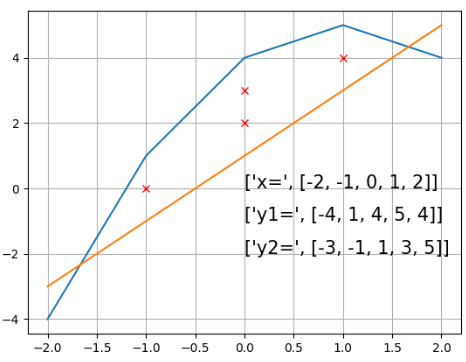 4
2
0
−2
−4
['x=', [-2, -1, 0, 1, 2]]
['y1=', [-4, 1, 4, 5, 4]]
['y2=', [-3, -1, 1, 3, 5]]
−2.0 −1.5 −1.0 −0.5 0.0 0.5 1.0 1.5 2.0